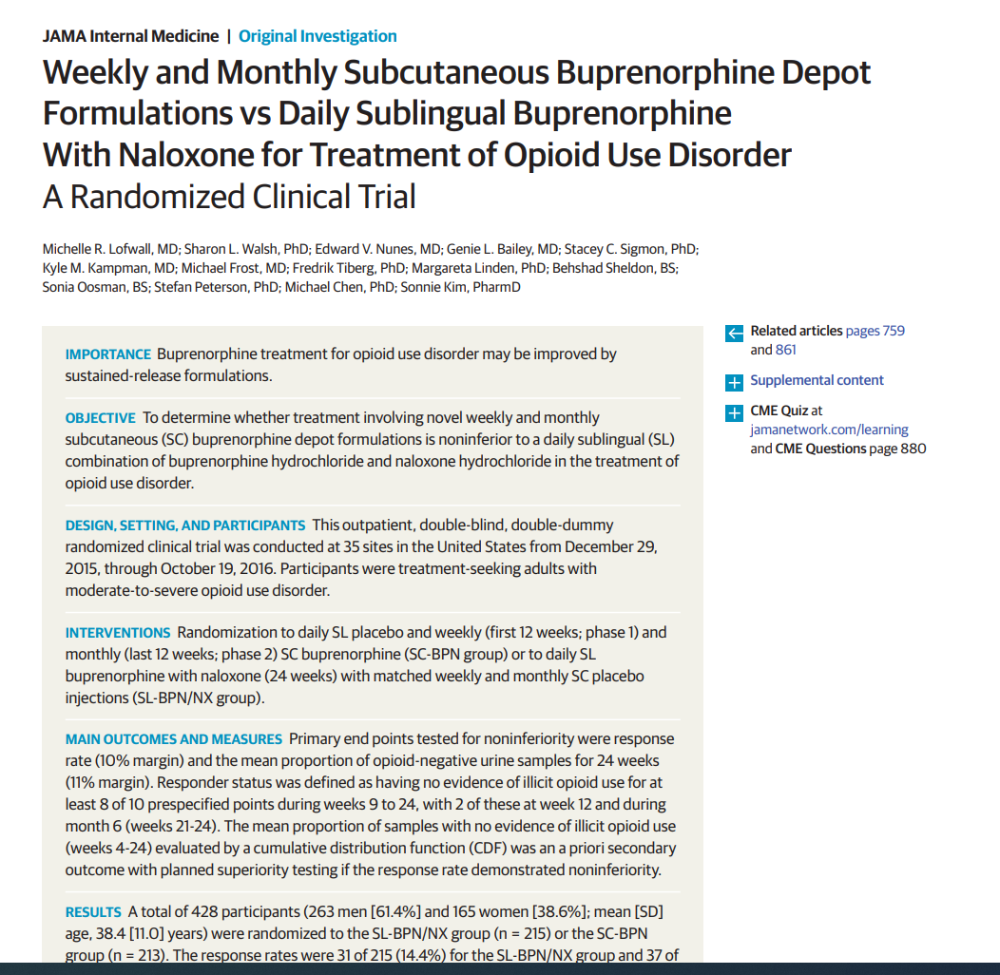 JAMA Internal Medicine | Original Investigation
Weekly and Monthly Subcutaneous Buprenorphine Depot
Formulations vs Daily Sublingual Buprenorphine
With Naloxone for Treatment of Opioid Use Disorder
A Randomized Clinical Trial
Michelle R. Lofwall, MD; Sharon L. Walsh, PhD; Edward V. Nunes, MD; Genie L. Bailey, MD; Stacey C. Sigmon, PhD;
Kyle M. Kampman, MD; Michael Frost, MD; Fredrik Tiberg, PhD; Margareta Linden, PhD; Behshad Sheldon, BS;
Sonia Oosman, BS; Stefan Peterson, PhD; Michael Chen, PhD; Sonnie Kim, PharmD
IMPORTANCE Buprenorphine treatment for opioid use disorder may be improved by
sustained-release formulations.
OBJECTIVE To determine whether treatment involving novel weekly and monthly
subcutaneous (SC) buprenorphine depot formulations is noninferior to a daily sublingual (SL)
combination of buprenorphine hydrochloride and naloxone hydrochloride in the treatment of
opioid use disorder.
DESIGN, SETTING, AND PARTICIPANTS This outpatient, double-blind, double-dummy
randomized clinical trial was conducted at 35 sites in the United States from December 29,
2015, through October 19, 2016. Participants were treatment-seeking adults with
moderate-to-severe opioid use disorder.
INTERVENTIONS Randomization to daily SL placebo and weekly (first 12 weeks; phase 1) and
monthly (last 12 weeks; phase 2) SC buprenorphine (SC-BPN group) or to daily SL
buprenorphine with naloxone (24 weeks) with matched weekly and monthly SC placebo
injections (SL-BPN/NX group).
MAIN OUTCOMES AND MEASURES Primary end points tested for noninferiority were response
rate (10% margin) and the mean proportion of opioid-negative urine samples for 24 weeks
(11% margin). Responder status was defined as having no evidence of illicit opioid use for at
least 8 of 10 prespecified points during weeks 9 to 24, with 2 of these at week 12 and during
month 6 (weeks 21-24). The mean proportion of samples with no evidence of illicit opioid use
(weeks 4-24) evaluated by a cumulative distribution function (CDF) was an a priori secondary
outcome with planned superiority testing if the response rate demonstrated noninferiority.
RESULTS A total of 428 participants (263 men [61.4%] and 165 women [38.6%]; mean [SD]
age, 38.4 [11.0] years) were randomized to the SL-BPN/NX group (n = 215) or the SC-BPN
group (n = 213). The response rates were 31 of 215 (14.4%) for the SL-BPN/NX group and 37 of
Related articles pages 759
and 861
Supplemental content
CME Quiz at
jamanetwork.com/learning
and CME Questions page 880